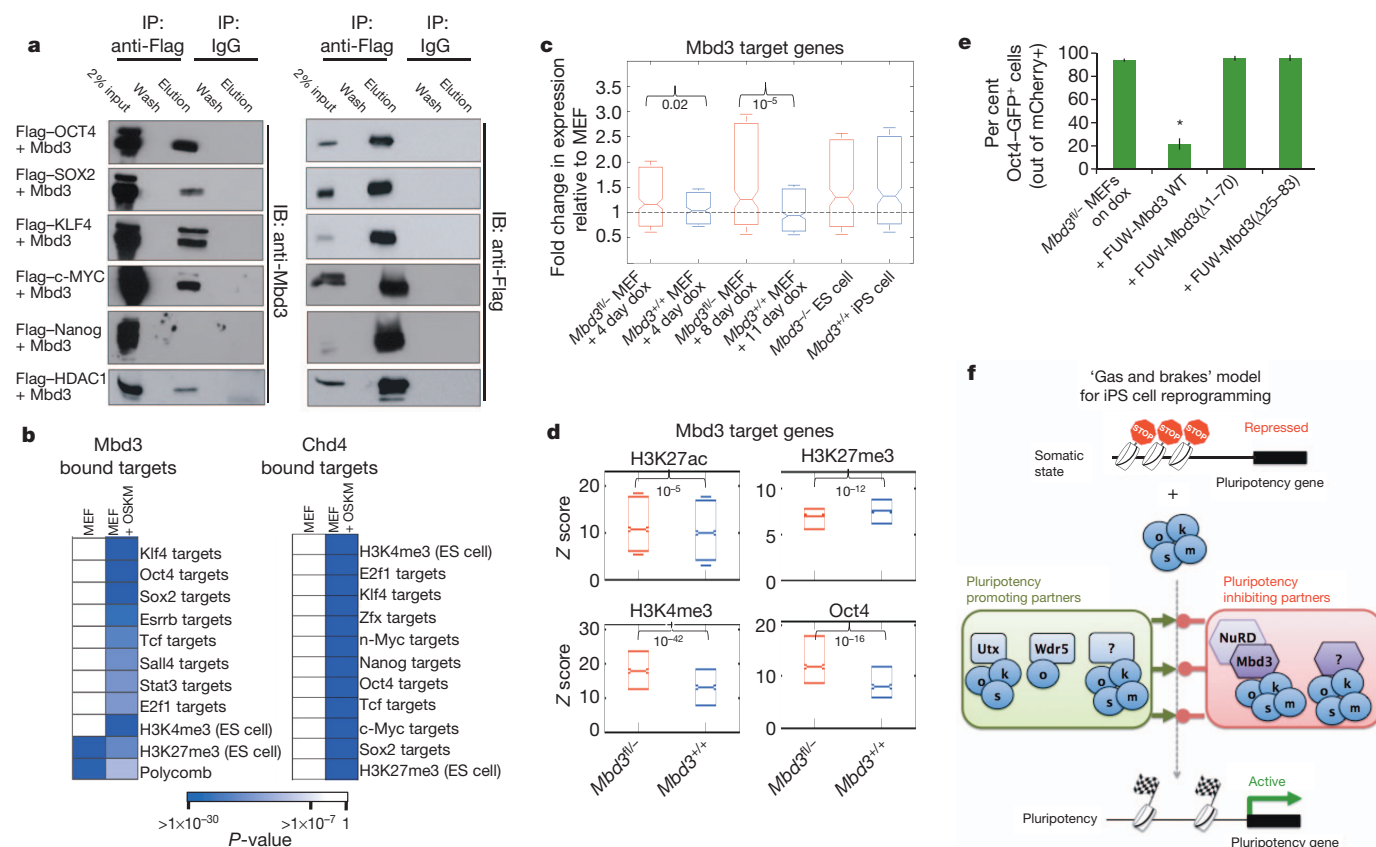 a
IP:
anti-Flag
IP:
IgG
IP:
anti-Flag
IP:
IgG
2% input
Wash
Elution
Wash
Elution
2% input
Wash
Elution
Wash
Elution
Flag–OCT4
+ Mbd3
Flag–SOX2
+ Mbd3
Flag–KLF4
+ Mbd3
Flag–c-MYC
+ Mbd3
Flag–Nanog
+ Mbd3
Flag–HDAC1
+ Mbd3
IB: anti-Mbd3
IB: anti-Flag
b
Mbd3
bound targets
Chd4
bound targets
MEF
MEF
+ OSKM
MEF
MEF
+ OSKM
Klf4 targets
Oct4 targets
Sox2 targets
Esrrb targets
Tcf targets
Sall4 targets
Stat3 targets
E2f1 targets
H3K4me3 (ES cell)
H3K27me3 (ES cell)
Polycomb
H3K4me3 (ES cell)
E2f1 targets
Klf4 targets
Zfx targets
n-Myc targets
Nanog targets
Oct4 targets
Tcf targets
c-Myc targets
Sox2 targets
H3K27me3 (ES cell)
>1×10⁻³⁰
>1×10⁻⁷
1
P-value
c
Mbd3 target genes
Fold change in expression
relative to MEF
3.5
3.0
2.5
2.0
1.5
1
0.5
0.02
10⁻⁵
Mbd3fl/– MEF
+ 4 day dox
Mbd3+/+ MEF
+ 4 day dox
Mbd3fl/– MEF
+ 8 day dox
Mbd3+/+ MEF
+ 11 day dox
Mbd3–/– ES cell
Mbd3+/+ iPS cell
d
Mbd3 target genes
H3K27ac
H3K27me3
Z score
20
10
0
10⁻⁵
10
5
0
10⁻¹²
H3K4me3
Oct4
Z score
30
20
10
0
10⁻⁴²
20
10
0
10⁻¹⁶
Mbd3fl/–
Mbd3+/+
Mbd3fl/–
Mbd3+/+
e
Per cent
Oct4–GFP⁺ cells
(out of mCherry+)
100
80
60
40
20
0
*
Mbd3fl/– MEFs
on dox
+ FUW-Mbd3 WT
+ FUW-Mbd3(Δ1–70)
+ FUW-Mbd3(Δ25–83)
f
'Gas and brakes' model
for iPS cell reprogramming
STOP
STOP
STOP
Repressed
Somatic
state
Pluripotency gene
+
o
k
s
m
Pluripotency
promoting partners
Pluripotency
inhibiting partners
Utx
Wdr5
?
NuRD
Mbd3
?
o
k
s
o
o
k
s
m
o
k
s
m
o
k
s
m
Active
Pluripotency
Pluripotency gene